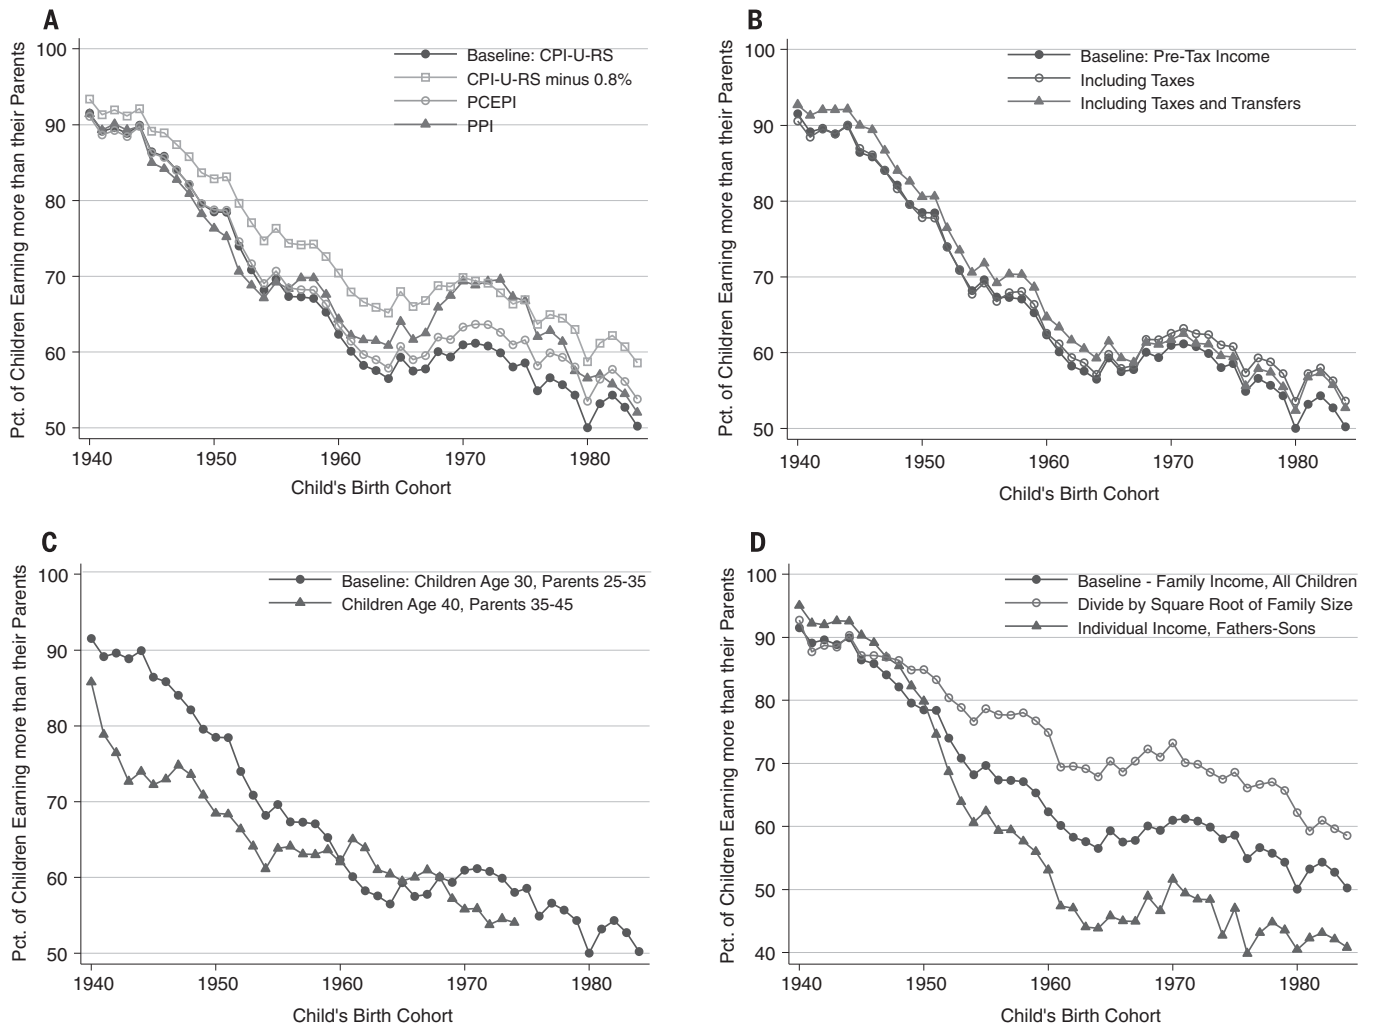 A
Pct. of Children Earning more than their Parents
100
90
80
70
60
50
Baseline: CPI-U-RS
CPI-U-RS minus 0.8%
PCEPI
PPI
1940 1950 1960 1970 1980
Child's Birth Cohort
B
Pct. of Children Earning more than their Parents
100
90
80
70
60
50
Baseline: Pre-Tax Income
Including Taxes
Including Taxes and Transfers
1940 1950 1960 1970 1980
Child's Birth Cohort
C
Pct. of Children Earning more than their Parents
100
90
80
70
60
50
Baseline: Children Age 30, Parents 25-35
Children Age 40, Parents 35-45
1940 1950 1960 1970 1980
Child's Birth Cohort
D
Pct. of Children Earning more than their Parents
100
90
80
70
60
50
40
Baseline - Family Income, All Children
Divide by Square Root of Family Size
Individual Income, Fathers-Sons
1940 1950 1960 1970 1980
Child's Birth Cohort